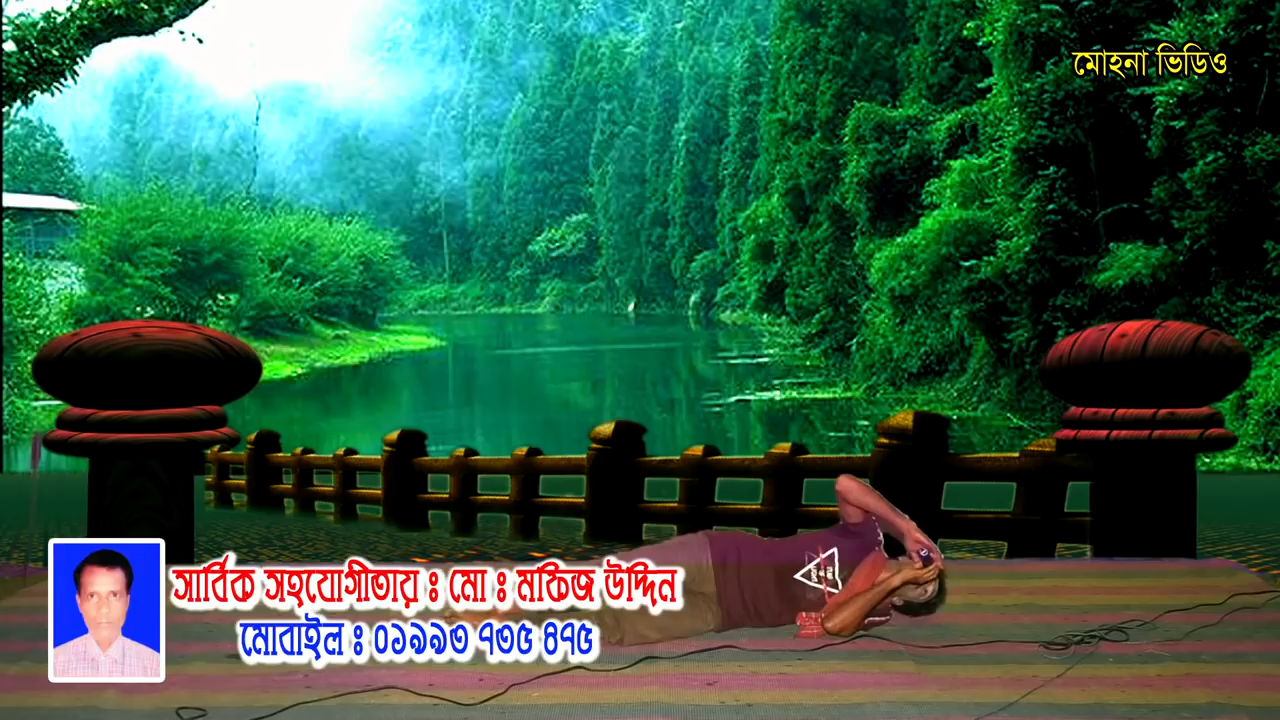 মোহনা ভিডিও
সার্বিক সহযোগীতায় : মো : মফিজ উদ্দিন
মোবাইল : ০১৯৯৩ ৭৩৫ ৪৭৫